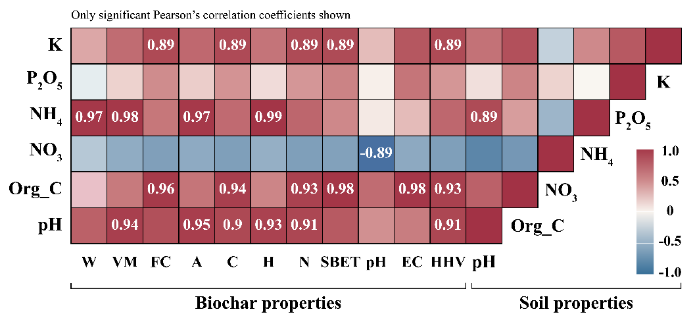 Only significant Pearson's correlation coefficients shown
K 0.89 0.89 0.89 0.89 0.89
P₂O₅ K
NH₄ 0.97 0.98 0.97 0.99 0.89 P₂O₅
NO₃ -0.89 NH₄
Org_C 0.96 0.94 0.93 0.98 0.98 0.93 NO₃
pH 0.94 0.95 0.9 0.93 0.91 0.91 Org_C
W VM FC A C H N SBET pH EC HHV pH
Biochar properties Soil properties
1.0
0.5
0
-0.5
-1.0